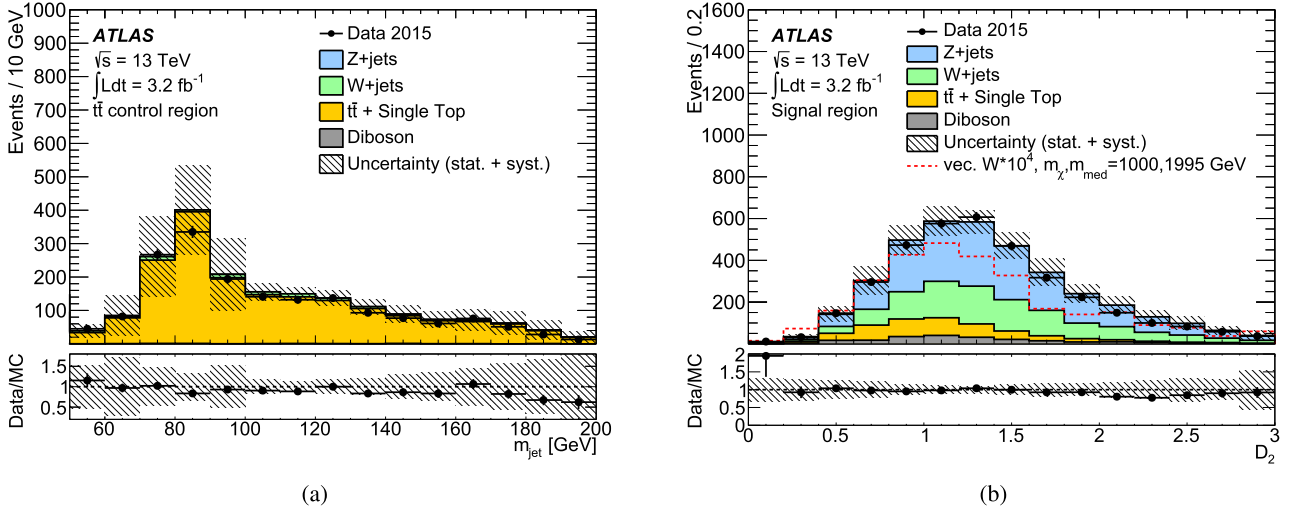 Events / 10 GeV
1000
900
800
700
600
500
400
300
200
100
ATLAS
√s = 13 TeV
∫Ldt = 3.2 fb⁻¹
tt̄ control region
Data 2015
Z+jets
W+jets
tt̄ + Single Top
Diboson
Uncertainty (stat. + syst.)
Data/MC
1.5
1
0.5
60 80 100 120 140 160 180 200
m_jet [GeV]
(a)
Events / 0.2
1600
1400
1200
1000
800
600
400
200
ATLAS
√s = 13 TeV
∫Ldt = 3.2 fb⁻¹
Signal region
Data 2015
Z+jets
W+jets
tt̄ + Single Top
Diboson
Uncertainty (stat. + syst.)
vec. W*10⁴, m_χ,m_med=1000,1995 GeV
Data/MC
2
1.5
1
0.5
0
0 0.5 1 1.5 2 2.5 3
D₂
(b)